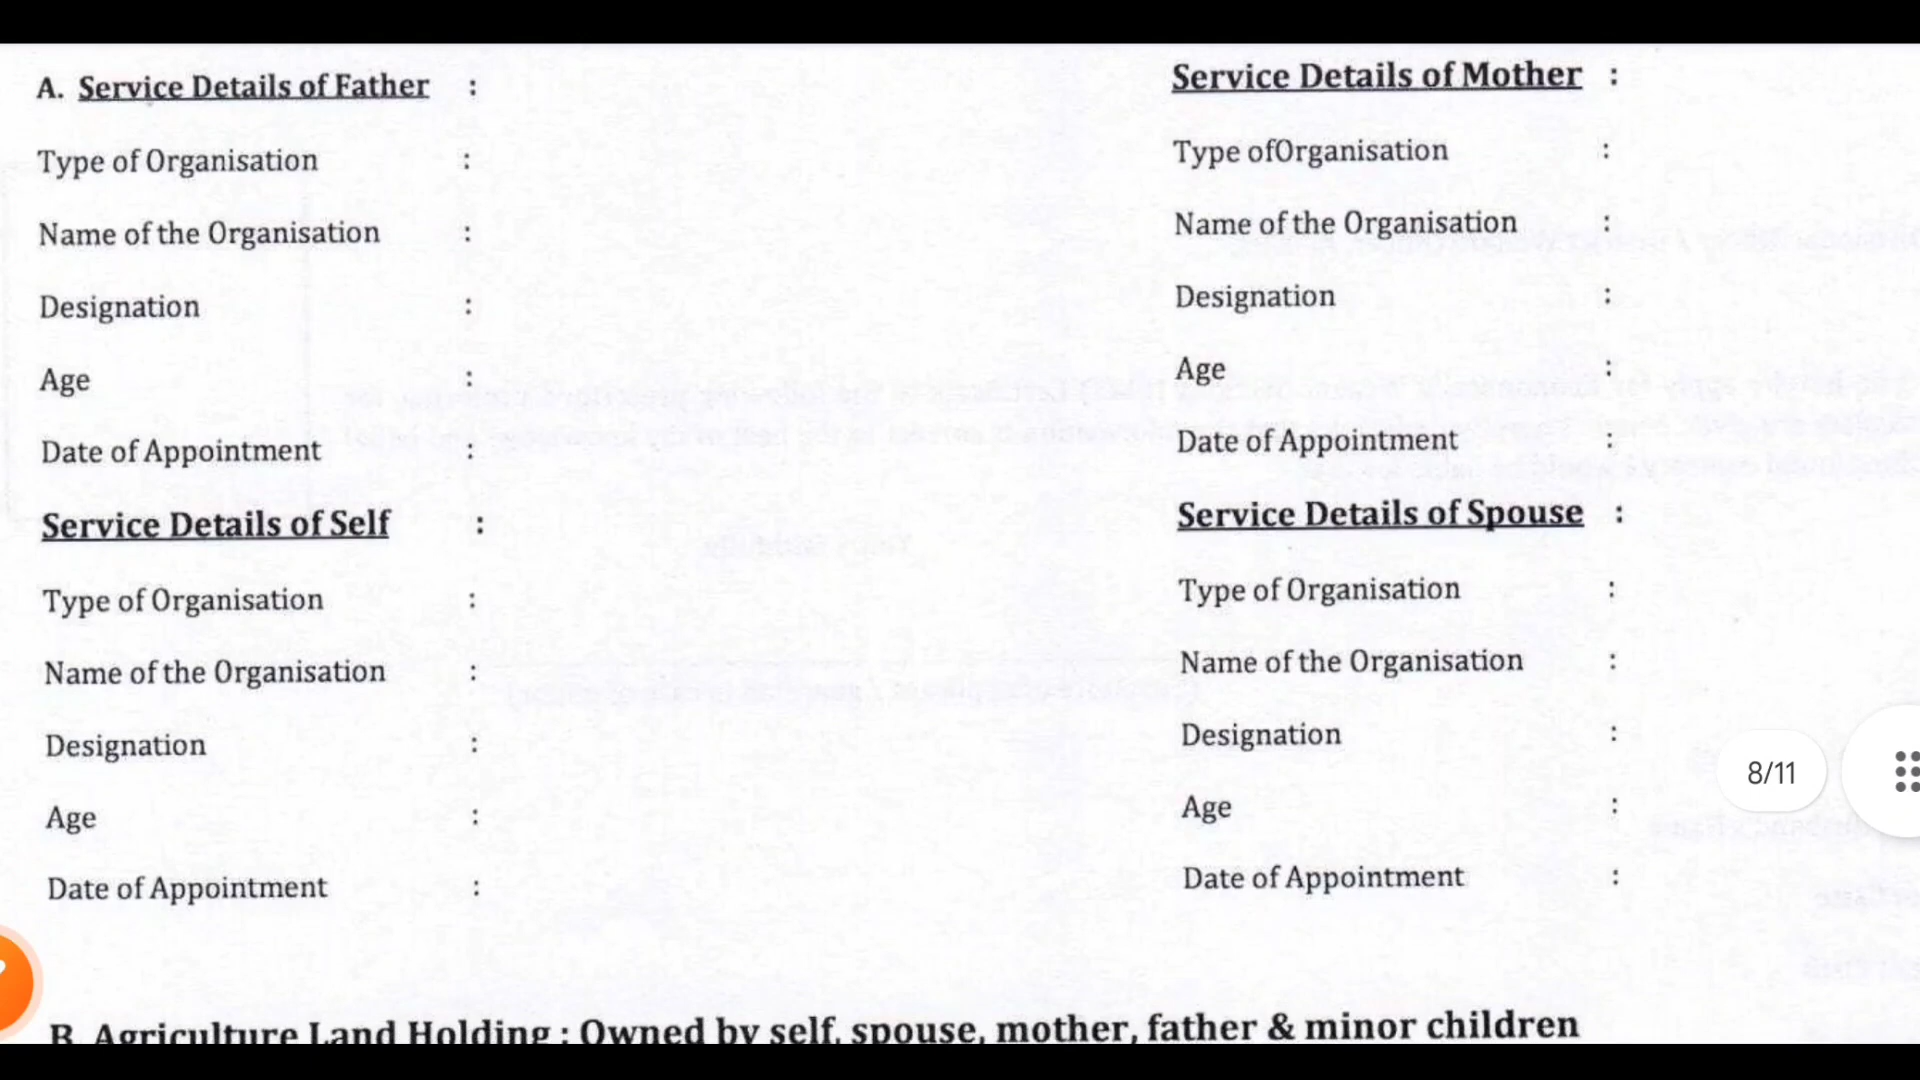 A. Service Details of Father :
Type of Organisation :
Name of the Organisation :
Designation :
Age :
Date of Appointment :
Service Details of Mother :
Type ofOrganisation :
Name of the Organisation :
Designation :
Age :
Date of Appointment :
Service Details of Self :
Type of Organisation :
Name of the Organisation :
Designation :
Age :
Date of Appointment :
Service Details of Spouse :
Type of Organisation :
Name of the Organisation :
Designation :
Age :
Date of Appointment :
8/11
B. Agriculture Land Holding : Owned by self, spouse, mother, father & minor children